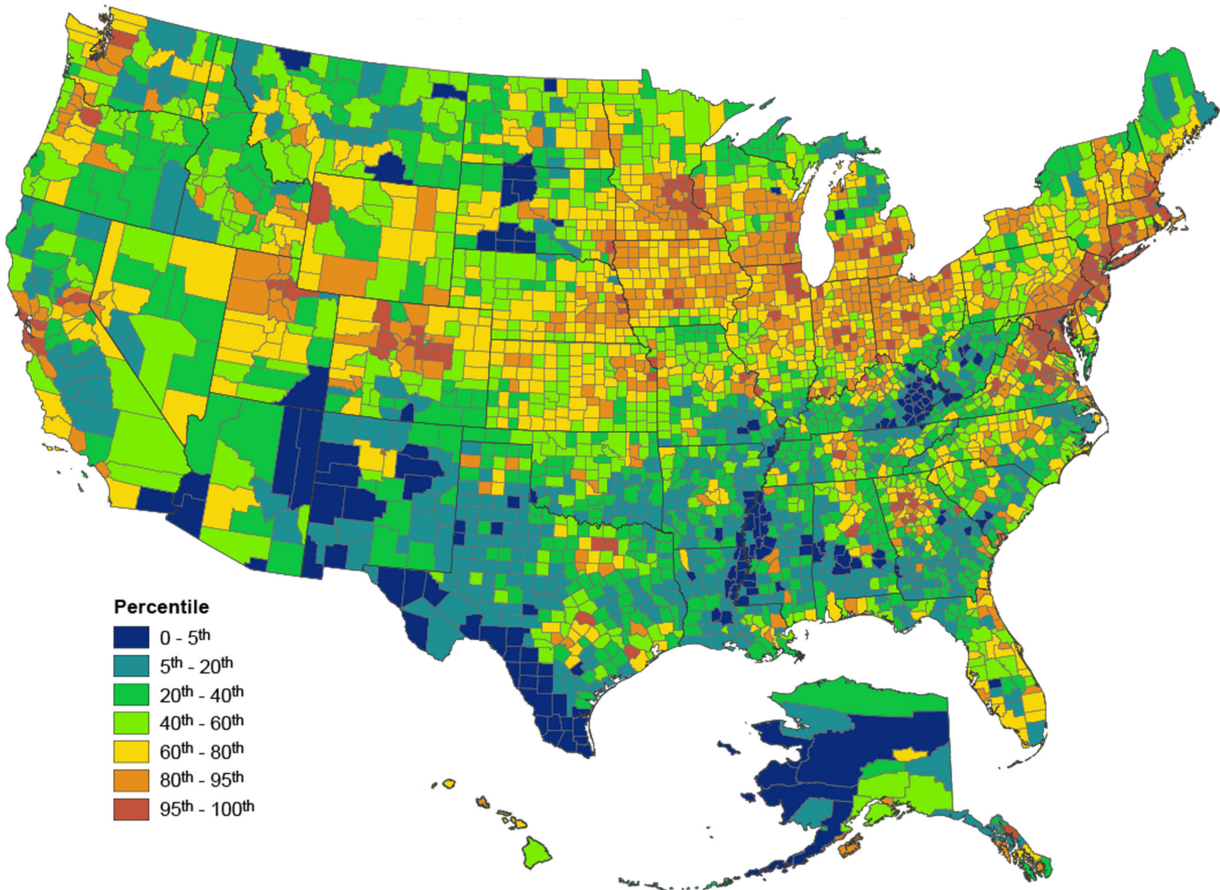 Percentile
0 - 5th
5th - 20th
20th - 40th
40th - 60th
60th - 80th
80th - 95th
95th - 100th